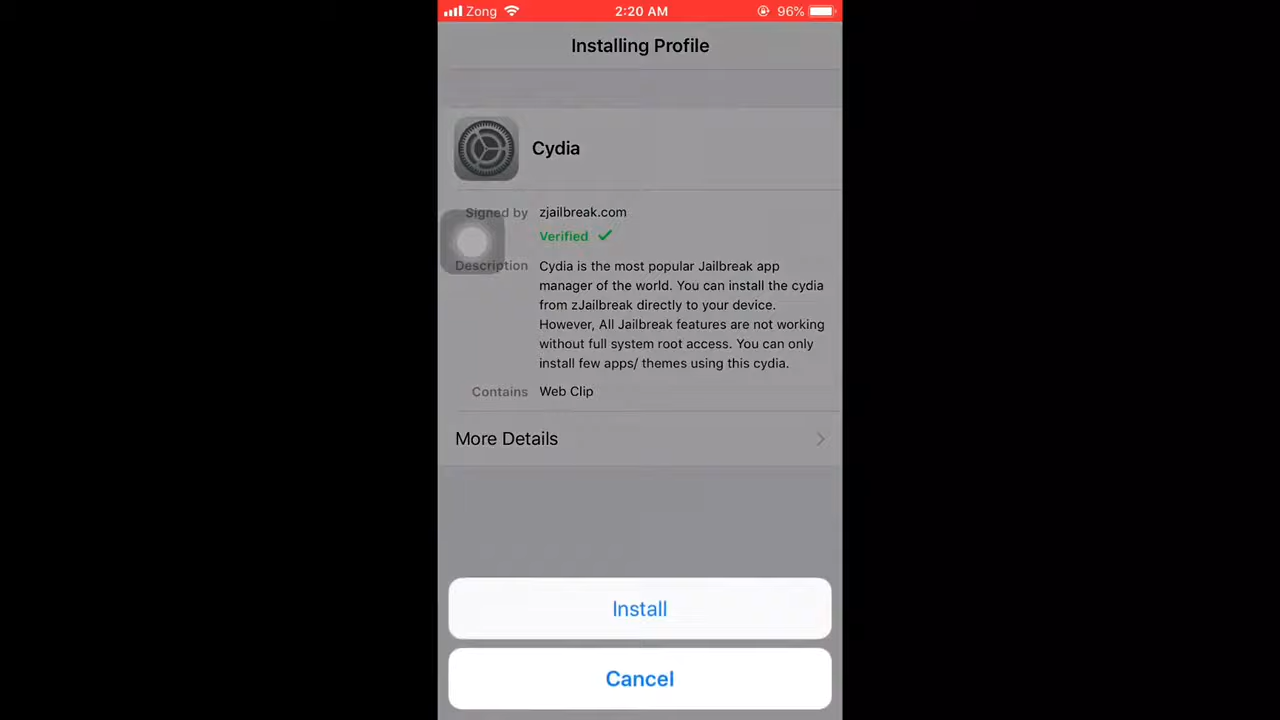 Zong 2:20 AM 96%
Installing Profile
Cydia
Signed by zjailbreak.com
Verified ✓
Description Cydia is the most popular Jailbreak app
manager of the world. You can install the cydia
from zJailbreak directly to your device.
However, All Jailbreak features are not working
without full system root access. You can only
install few apps/ themes using this cydia.
Contains Web Clip
More Details
Install
Cancel